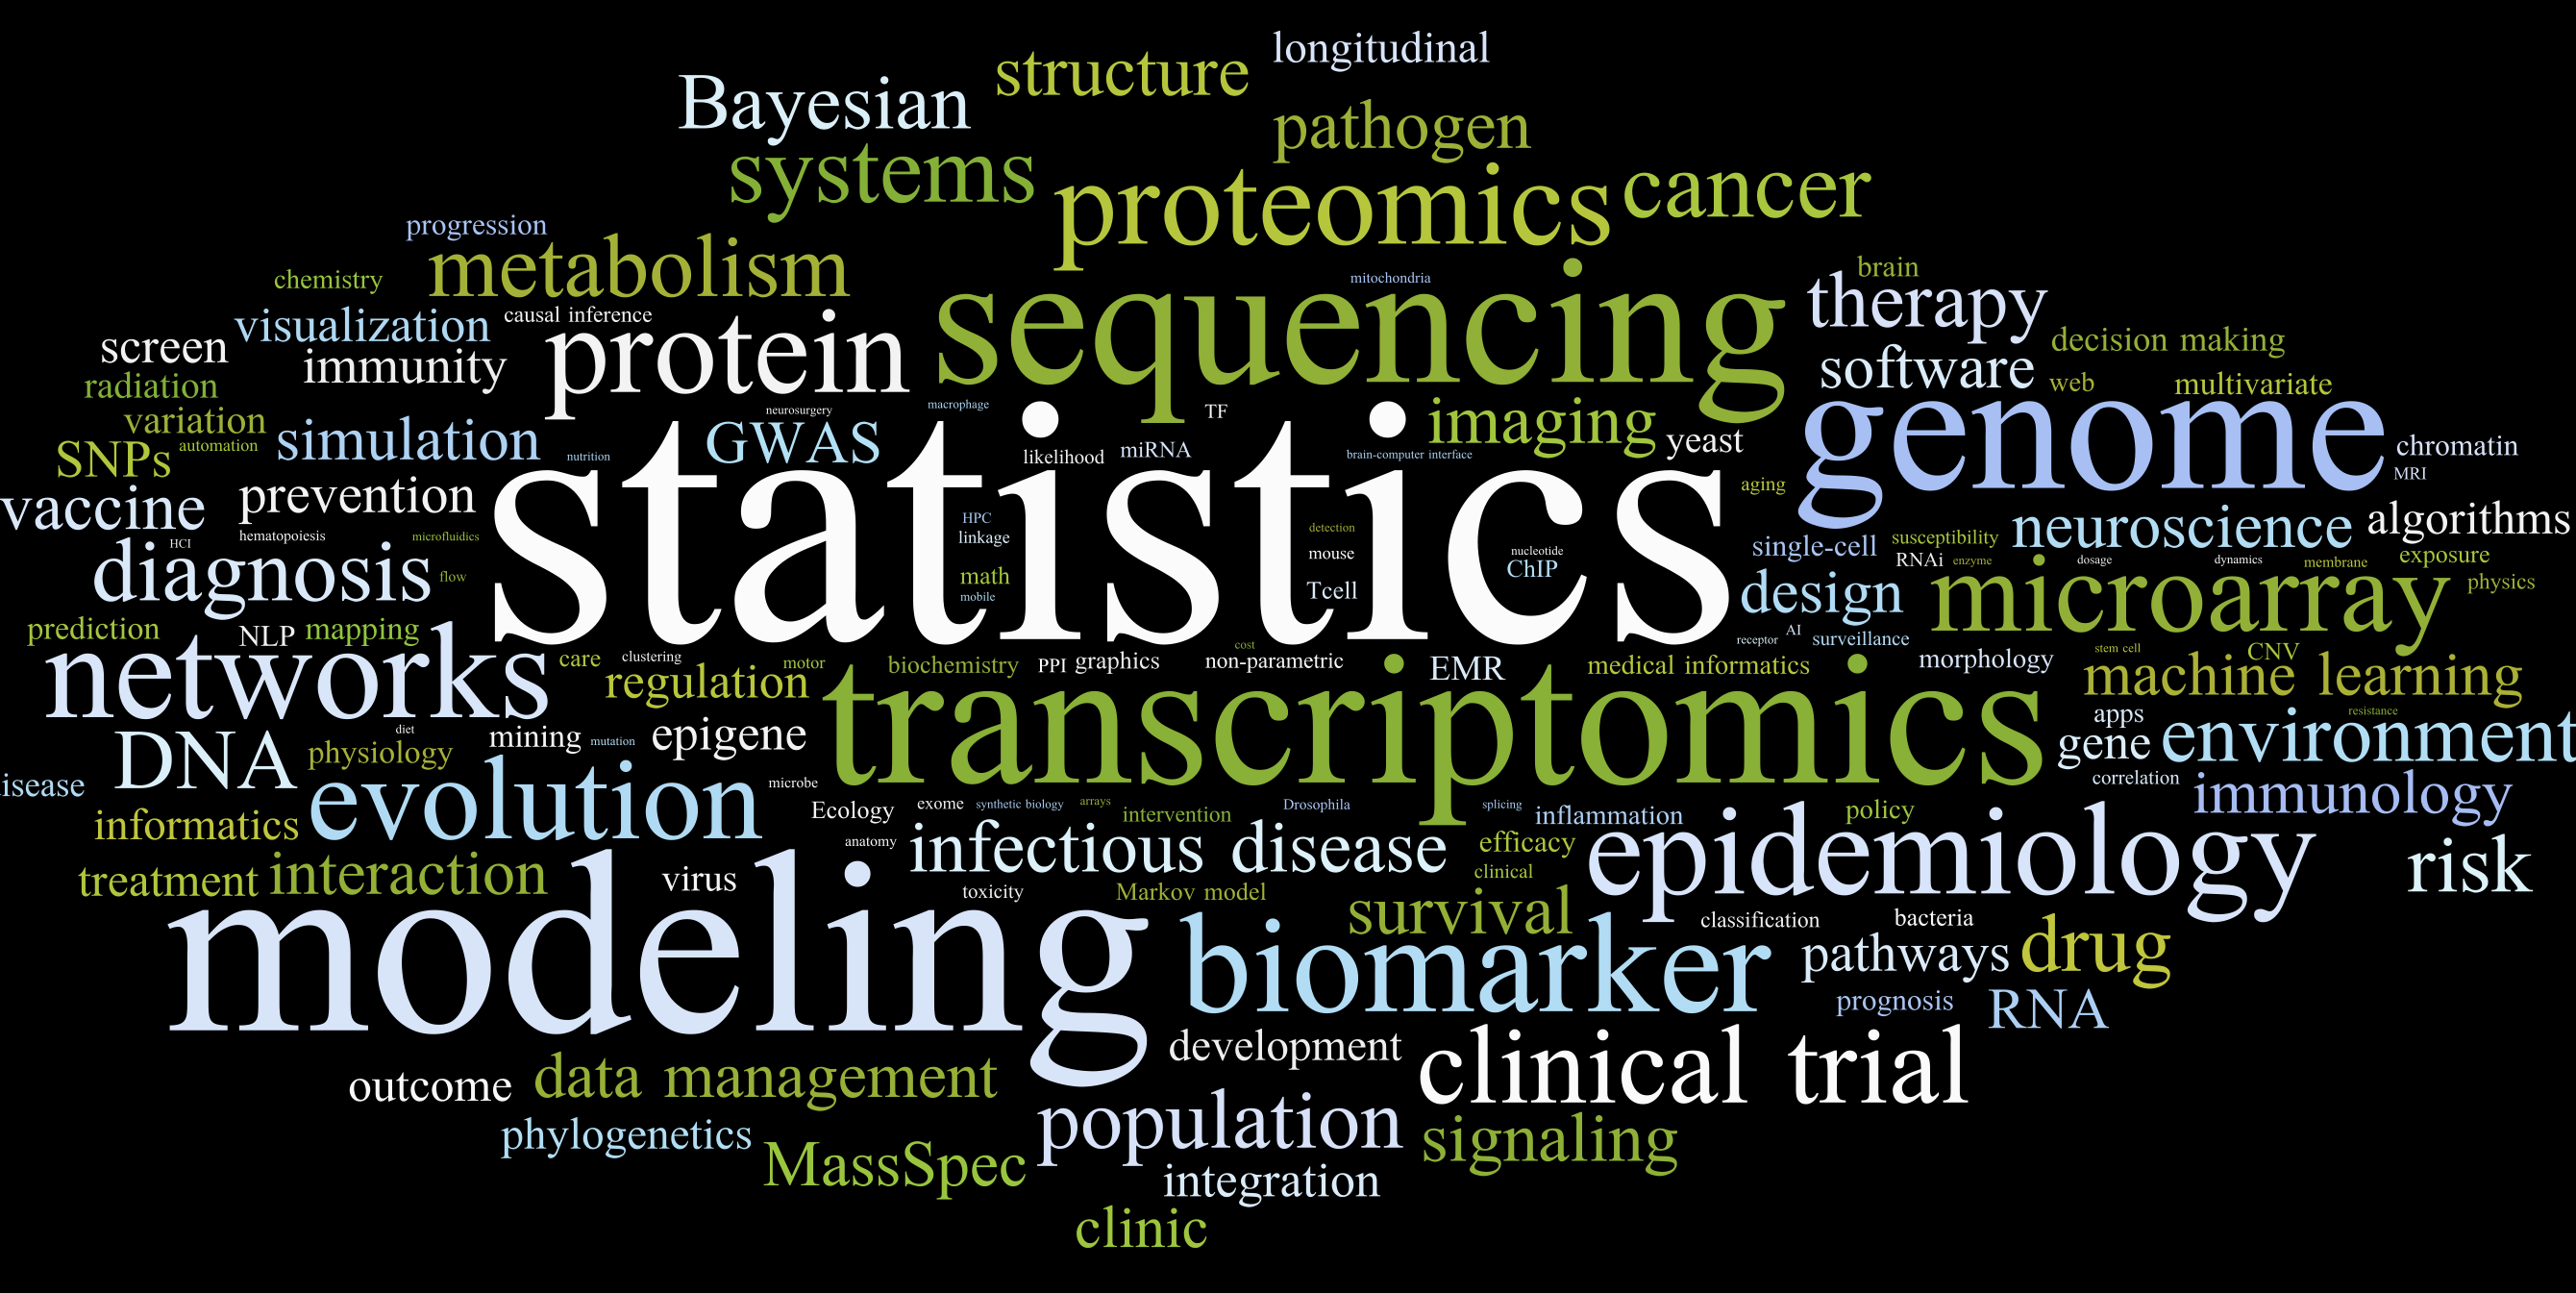 longitudinal
structure
Bayesian
pathogen
systems
proteomics
cancer
progression
metabolism
chemistry
mitochondria
brain
sequencing
therapy
visualization
causal inference
protein
screen
immunity
software
decision making
radiation
web
multivariate
variation
neurosurgery
macrophage
TF
imaging
genome
SNPs
automation
simulation
nutrition
GWAS
likelihood
miRNA
brain-computer interface
yeast
chromatin
MRI
vaccine
prevention
statistics
aging
HCI
hematopoiesis
microfluidics
HPC
linkage
detection
mouse
nucleotide
ChIP
single-cell
susceptibility
neuroscience
algorithms
diagnosis
flow
math
mobile
Tcell
RNAi
enzyme
dosage
dynamics
membrane
exposure
design
microarray
physics
prediction
NLP
mapping
receptor
AI
surveillance
networks
care
clustering
regulation
motor
biochemistry
PPI
graphics
cost
non-parametric
EMR
medical informatics
morphology
stem cell
CNV
machine learning
transcriptomics
DNA
diet
physiology
mining
mutation
epigene
apps
resistance
gene
environment
isease
evolution
microbe
correlation
immunology
informatics
Ecology
exome
synthetic biology
arrays
intervention
Drosophila
splicing
inflammation
policy
anatomy
infectious disease
efficacy
epidemiology
treatment
interaction
virus
toxicity
Markov model
clinical
risk
modeling
survival
classification
bacteria
biomarker
pathways
drug
prognosis
RNA
development
clinical trial
outcome
data management
population
phylogenetics
signaling
MassSpec
integration
clinic